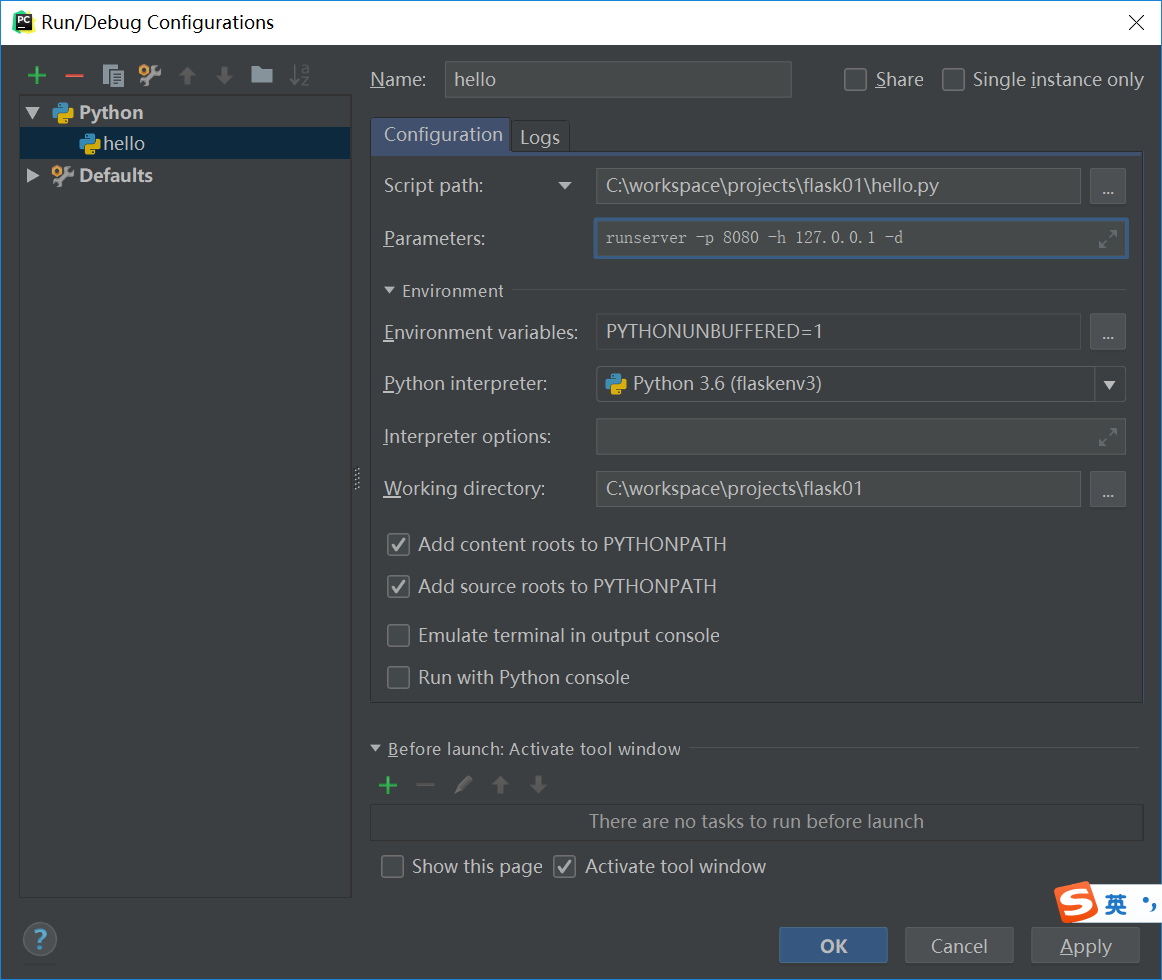 Run/Debug Configurations
Name: hello Share Single instance only
Python
hello
Defaults
Configuration Logs
Script path: C:\workspace\projects\flask01\hello.py ...
Parameters: runserver -p 8080 -h 127.0.0.1 -d
Environment
Environment variables: PYTHONUNBUFFERED=1 ...
Python interpreter: Python 3.6 (flaskenv3)
Interpreter options:
Working directory: C:\workspace\projects\flask01 ...
Add content roots to PYTHONPATH
Add source roots to PYTHONPATH
Emulate terminal in output console
Run with Python console
Before launch: Activate tool window
There are no tasks to run before launch
Show this page Activate tool window
英
? OK Cancel Apply